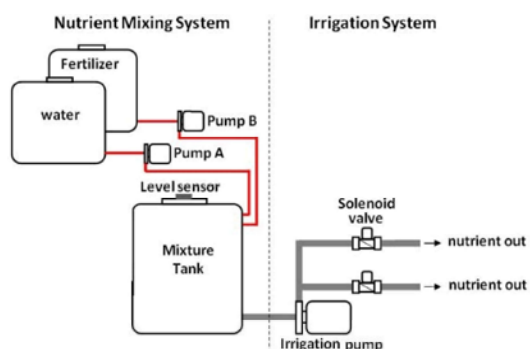 Nutrient Mixing System
Irrigation System
Fertilizer
water
Pump B
Pump A
Level sensor
Mixture
Tank
Solenoid
valve
nutrient out
nutrient out
Irrigation pump